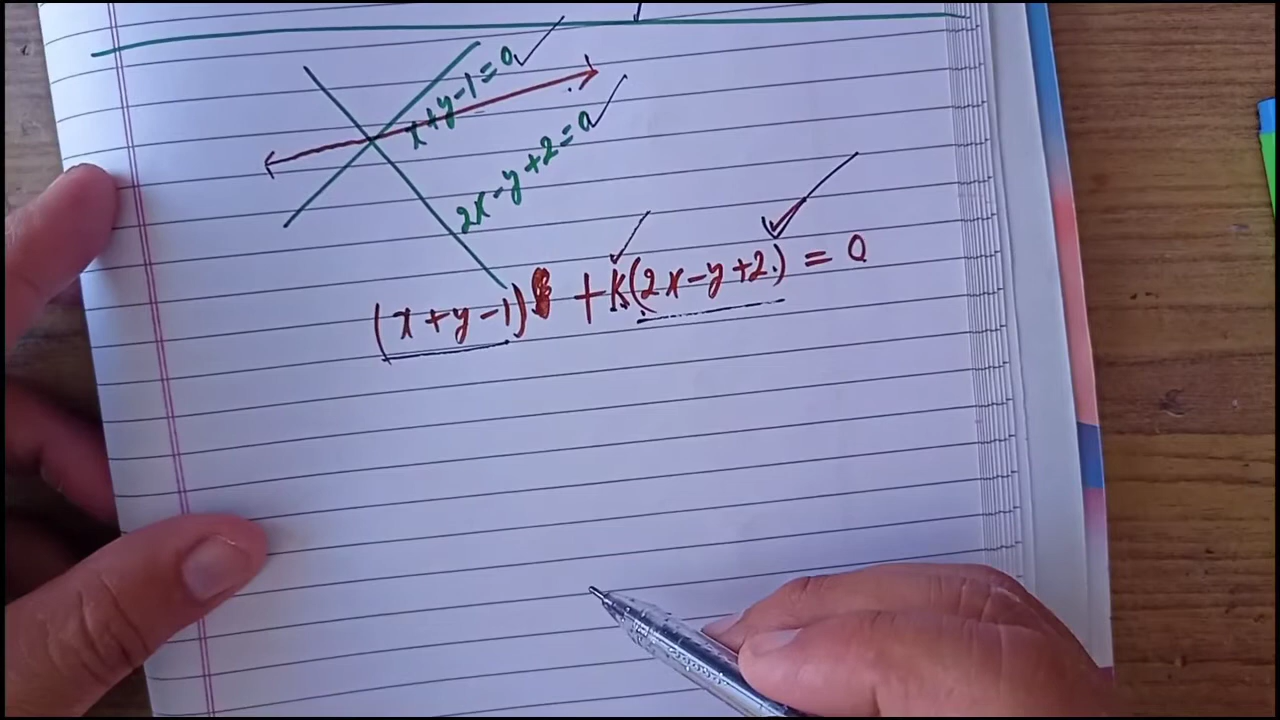 x+y-1=0
2x-y+2=0
(x+y-1) +K(2x-y+2) = 0